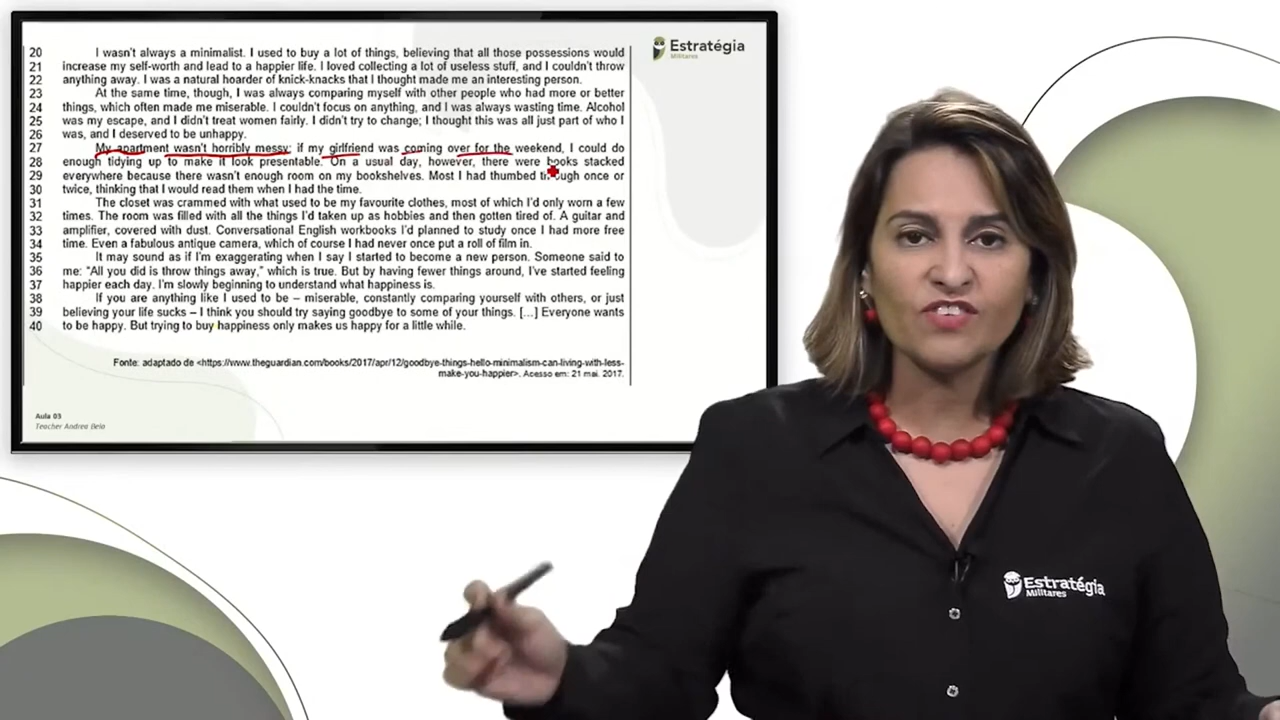 20 I wasn't always a minimalist. I used to buy a lot of things, believing that all those possessions would
21 increase my self-worth and lead to a happier life. I loved collecting a lot of useless stuff, and I couldn't throw
22 anything away. I was a natural hoarder of knick-knacks that I thought made me an interesting person.
23 At the same time, though, I was always comparing myself with other people who had more or better
24 things, which often made me miserable. I couldn't focus on anything, and I was always wasting time. Alcohol
25 was my escape, and I didn't treat women fairly. I didn't try to change; I thought this was all just part of who I
26 was, and I deserved to be unhappy.
27 My apartment wasn't horribly messy; if my girlfriend was coming over for the weekend, I could do
28 enough tidying up to make it look presentable. On a usual day, however, there were books stacked
29 everywhere because there wasn't enough room on my bookshelves. Most I had thumbed through once or
30 twice, thinking that I would read them when I had the time.
31 The closet was crammed with what used to be my favourite clothes, most of which I'd only worn a few
32 times. The room was filled with all the things I'd taken up as hobbies and then gotten tired of. A guitar and
33 amplifier, covered with dust. Conversational English workbooks I'd planned to study once I had more free
34 time. Even a fabulous antique camera, which of course I had never once put a roll of film in.
35 It may sound as if I'm exaggerating when I say I started to become a new person. Someone said to
36 me: “All you did is throw things away,” which is true. But by having fewer things around, I've started feeling
37 happier each day. I'm slowly beginning to understand what happiness is.
38 If you are anything like I used to be – miserable, constantly comparing yourself with others, or just
39 believing your life sucks – I think you should try saying goodbye to some of your things. [...] Everyone wants
40 to be happy. But trying to buy happiness only makes us happy for a little while.
Fonte: adaptado de <https://www.theguardian.com/books/2017/apr/12/goodbye-things-hello-minimalism-can-living-with-less-
make-you-happier>. Acesso em: 21 mai. 2017.
Aula 03
Teacher Andrea Belo
Estratégia
Militares
Estratégia
Militares